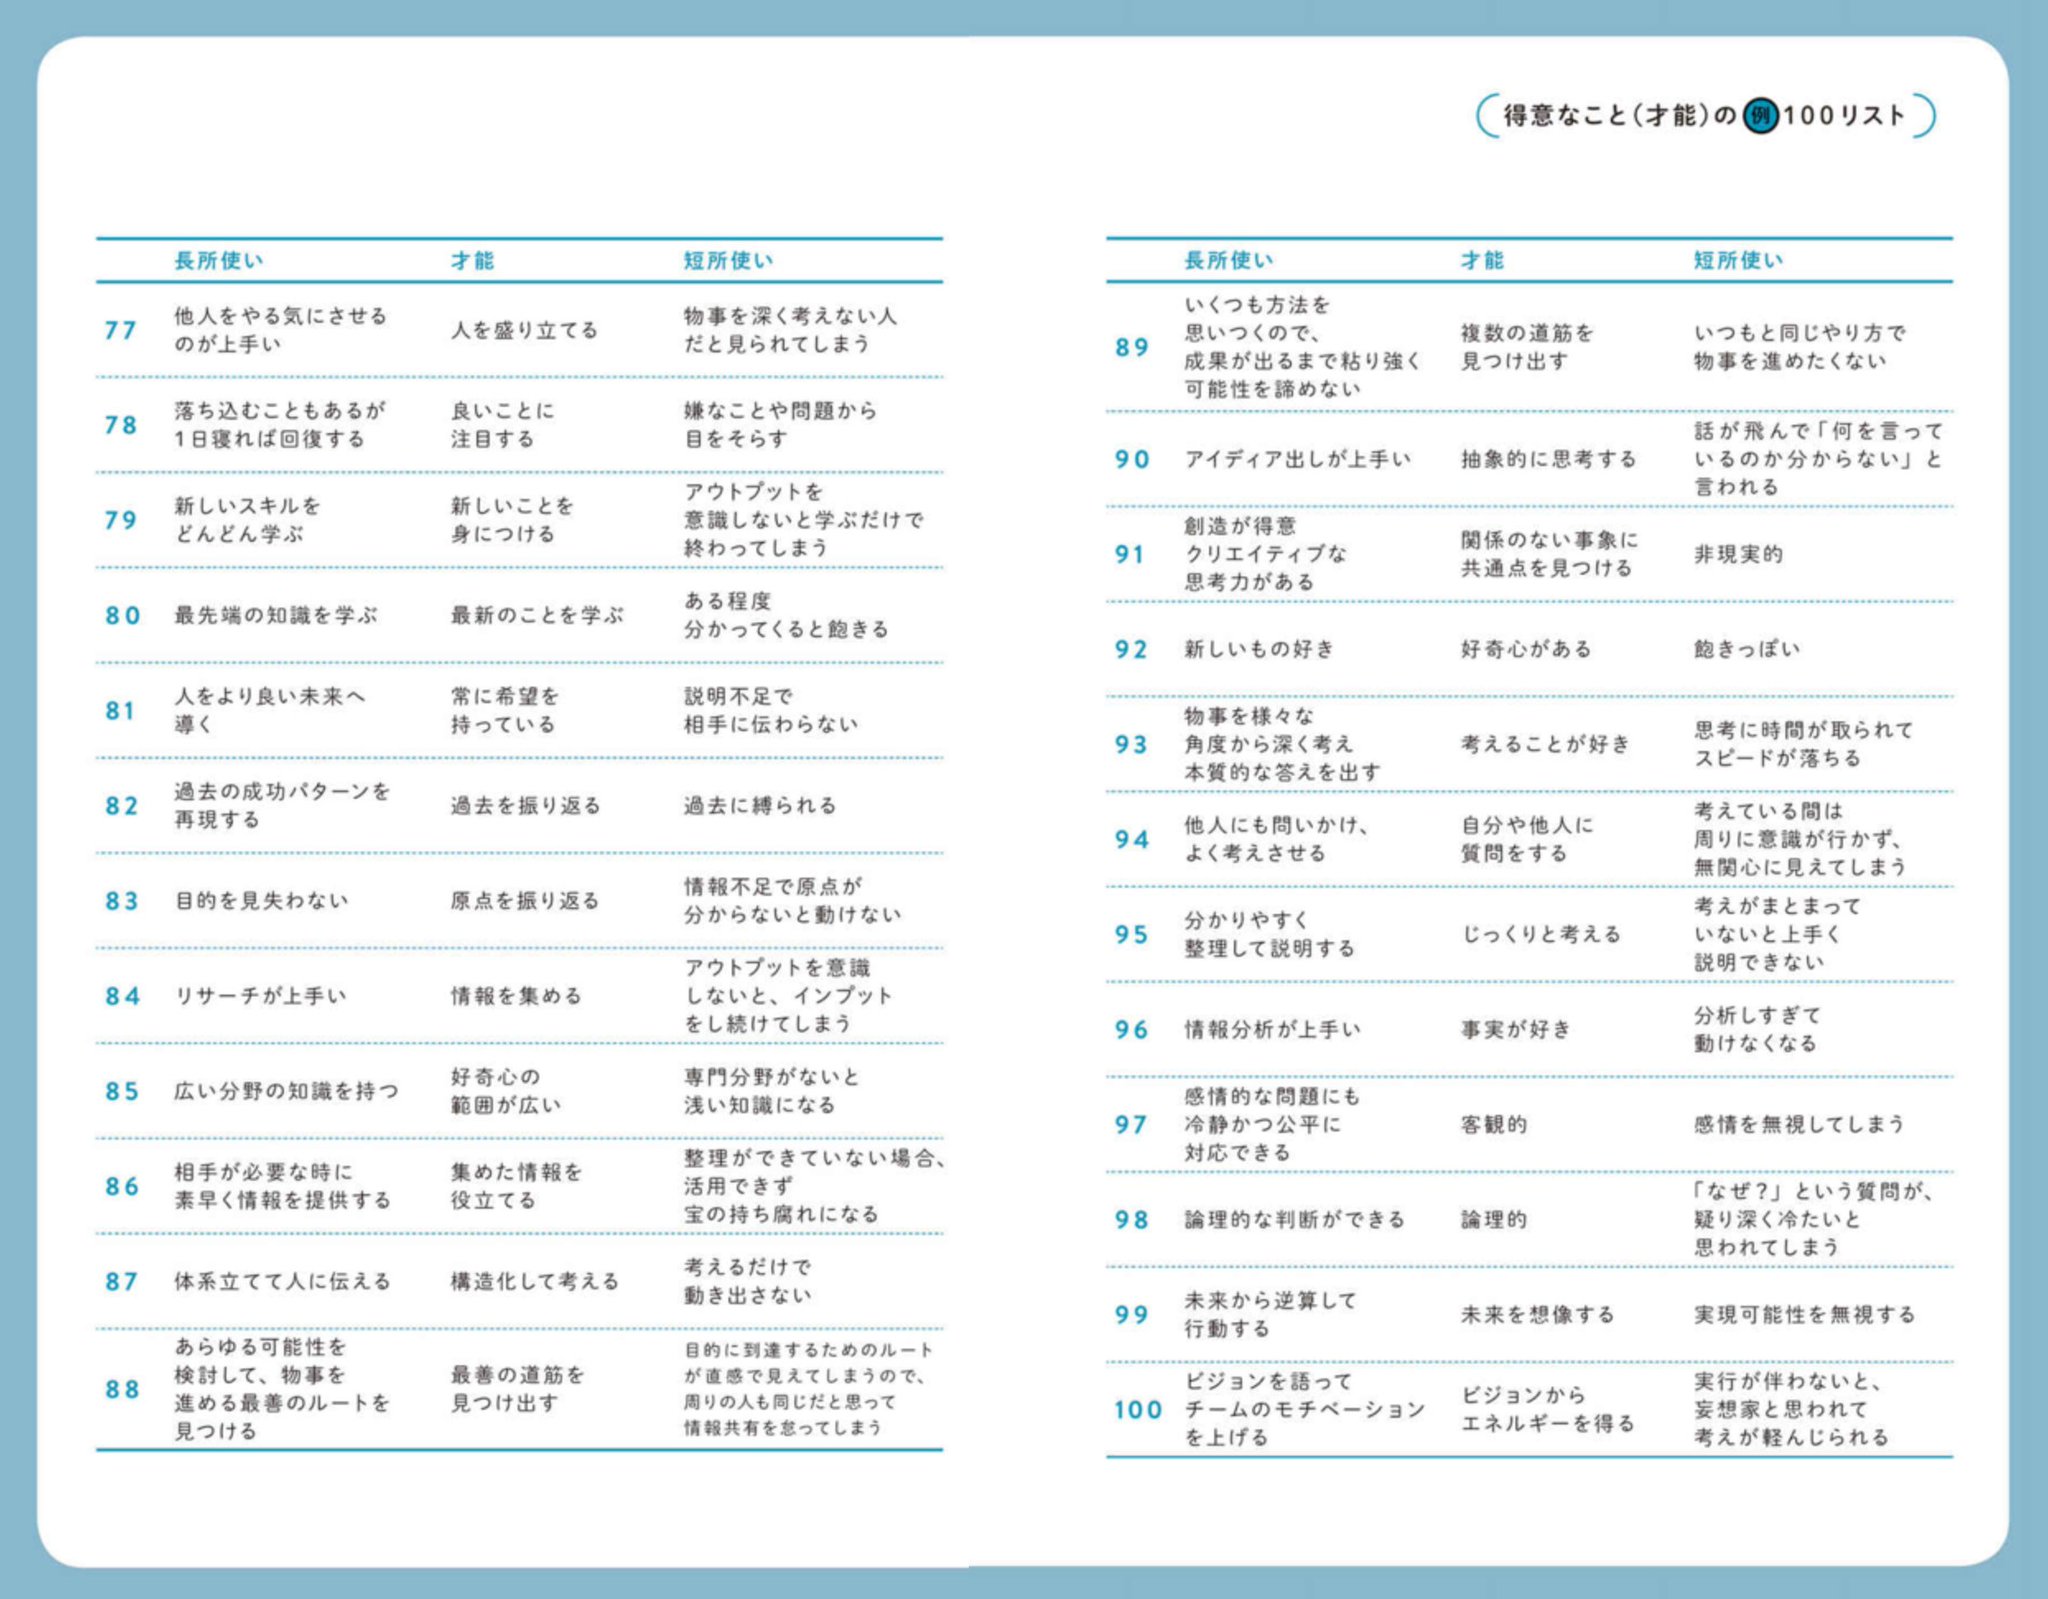 得意なこと(才能)の例100リスト
長所使い 才能 短所使い
77
他人をやる気にさせる
のが上手い
人を盛り立てる
物事を深く考えない人
だと見られてしまう
78
落ち込むこともあるが
1日寝れば回復する
良いことに
注目する
嫌なことや問題から
目をそらす
79
新しいスキルを
どんどん学ぶ
新しいことを
身につける
アウトプットを
意識しないと学ぶだけで
終わってしまう
80
最先端の知識を学ぶ
最新のことを学ぶ
ある程度
分かってくると飽きる
81
人をより良い未来へ
導く
常に希望を
持っている
説明不足で
相手に伝わらない
82
過去の成功パターンを
再現する
過去を振り返る
過去に縛られる
83
目的を見失わない
原点を振り返る
情報不足で原点が
分からないと動けない
84
リサーチが上手い
情報を集める
アウトプットを意識
しないと、インプット
をし続けてしまう
85
広い分野の知識を持つ
好奇心の
範囲が広い
専門分野がないと
浅い知識になる
86
相手が必要な時に
素早く情報を提供する
集めた情報を
役立てる
整理ができていない場合、
活用できず
宝の持ち腐れになる
87
体系立てて人に伝える
構造化して考える
考えるだけで
動き出さない
88
あらゆる可能性を
検討して、物事を
進める最善のルートを
見つける
最善の道筋を
見つけ出す
目的に到達するためのルート
が直感で見えてしまうので、
周りの人も同じだと思って
情報共有を怠ってしまう
長所使い 才能 短所使い
89
いくつも方法を
思いつくので、
成果が出るまで粘り強く
可能性を諦めない
複数の道筋を
見つけ出す
いつもと同じやり方で
物事を進めたくない
90
アイディア出しが上手い
抽象的に思考する
話が飛んで「何を言って
いるのか分からない」と
言われる
91
創造が得意
クリエイティブな
思考力がある
関係のない事象に
共通点を見つける
非現実的
92
新しいもの好き
好奇心がある
飽きっぽい
93
物事を様々な
角度から深く考え
本質的な答えを出す
考えることが好き
思考に時間が取られて
スピードが落ちる
94
他人にも問いかけ、
よく考えさせる
自分や他人に
質問をする
考えている間は
周りに意識が行かず、
無関心に見えてしまう
95
分かりやすく
整理して説明する
じっくりと考える
考えがまとまって
いないと上手く
説明できない
96
情報分析が上手い
事実が好き
分析しすぎて
動けなくなる
97
感情的な問題にも
冷静かつ公平に
対応できる
客観的
感情を無視してしまう
98
論理的な判断ができる
論理的
「なぜ?」という質問が、
疑り深く冷たいと
思われてしまう
99
未来から逆算して
行動する
未来を想像する
実現可能性を無視する
100
ビジョンを語って
チームのモチベーション
を上げる
ビジョンから
エネルギーを得る
実行が伴わないと、
妄想家と思われて
考えが軽んじられる